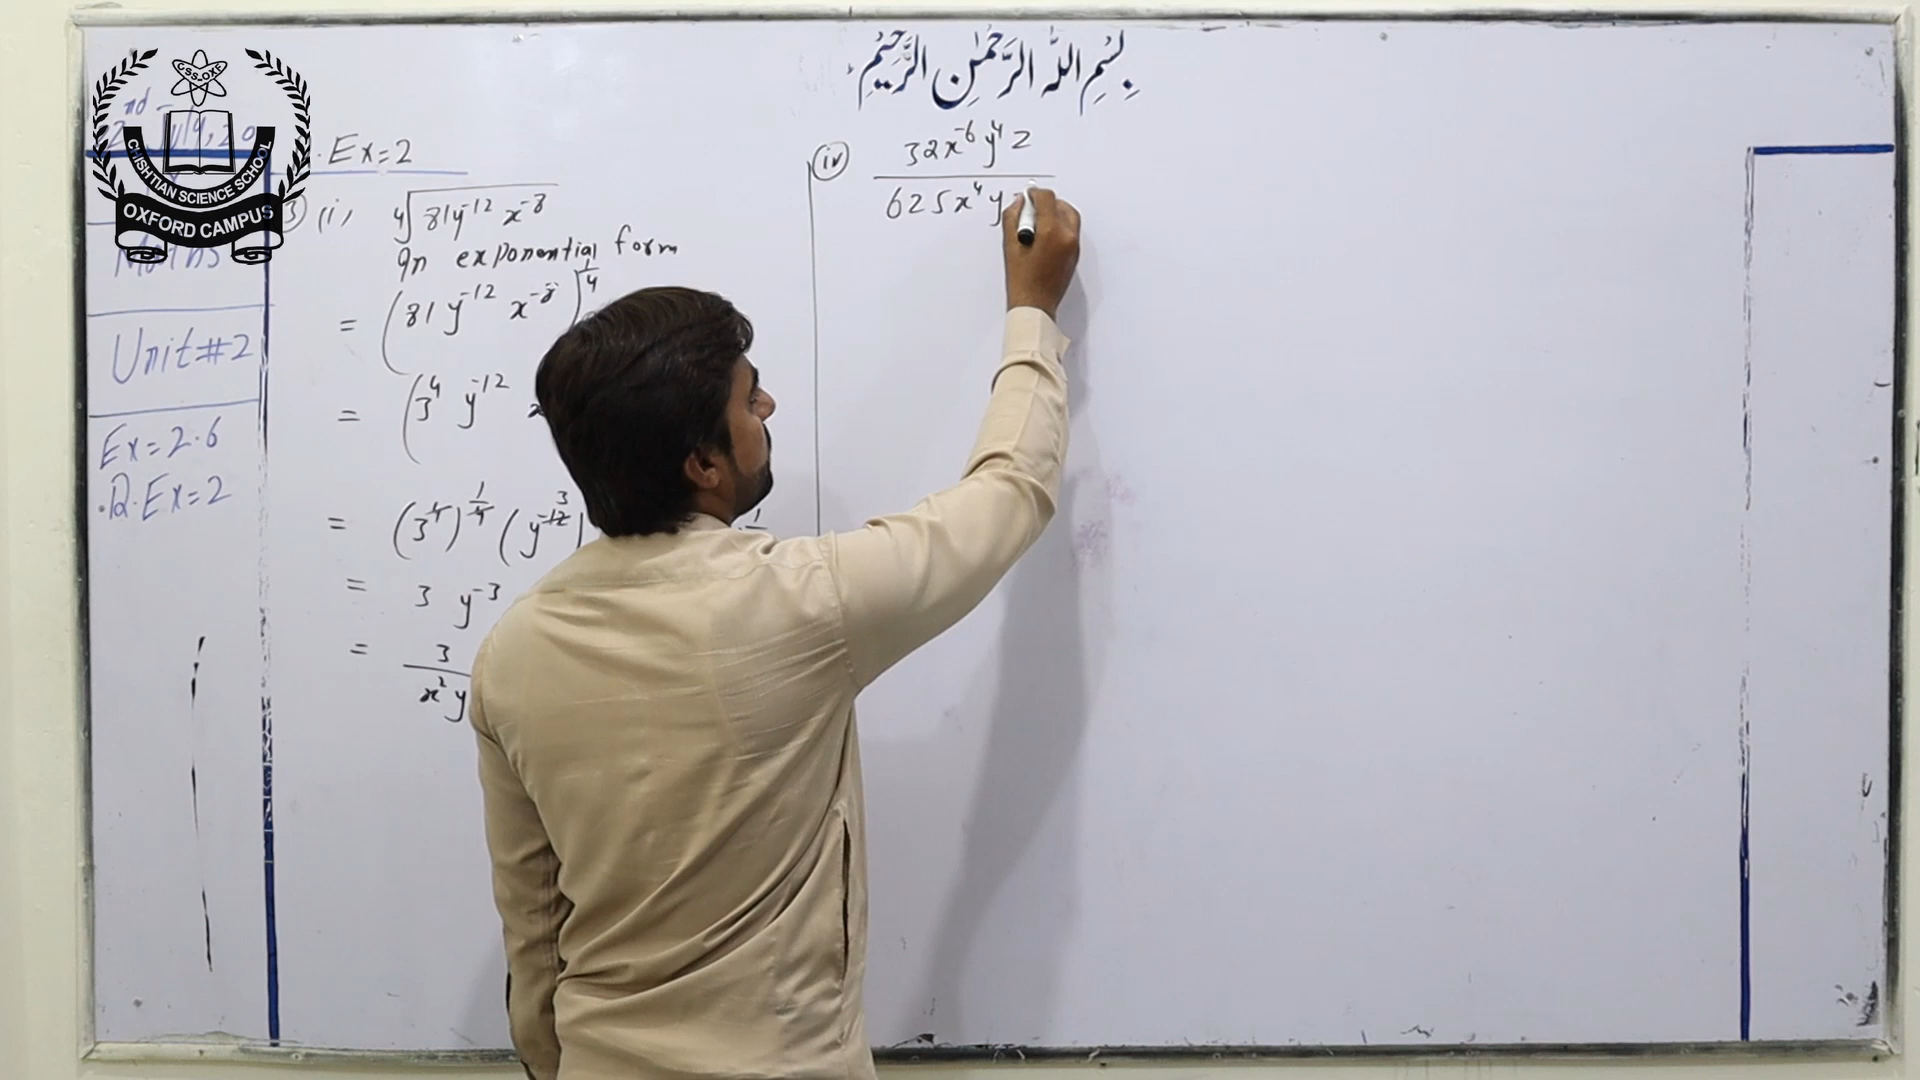 بِسْمِ اللّٰهِ الرَّحْمٰنِ الرَّحِيْمِ
CSS-OXF
CHISHTIAN SCIENCE SCHOOL
OXFORD CAMPUS
Maths
Unit#2
Ex=2.6
.R.Ex=2
. Ex=2
3 (i) ⁴√81y⁻¹² x⁻⁸
In exponential form
= (81 y⁻¹² x⁻⁸)^1/4
= (3⁴ y⁻¹²
= (3⁴)^1/4 (y⁻¹²)
= 3 y⁻³
= 3/x²y
(iv) 32x⁻⁶y⁴z
625x⁴y